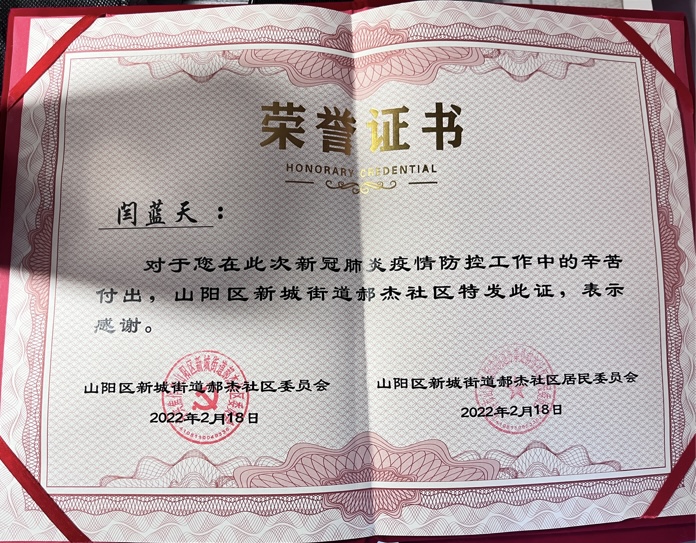 荣誉证书
HONORARY CREDENTIAL
闫蓝天：
对于您在此次新冠肺炎疫情防控工作中的辛苦
付出，山阳区新城街道郝杰社区特发此证，表示
感谢。
山阳区新城街道郝杰社区委员会
2022年2月18日
山阳区新城街道郝杰社区居民委员会
2022年2月18日